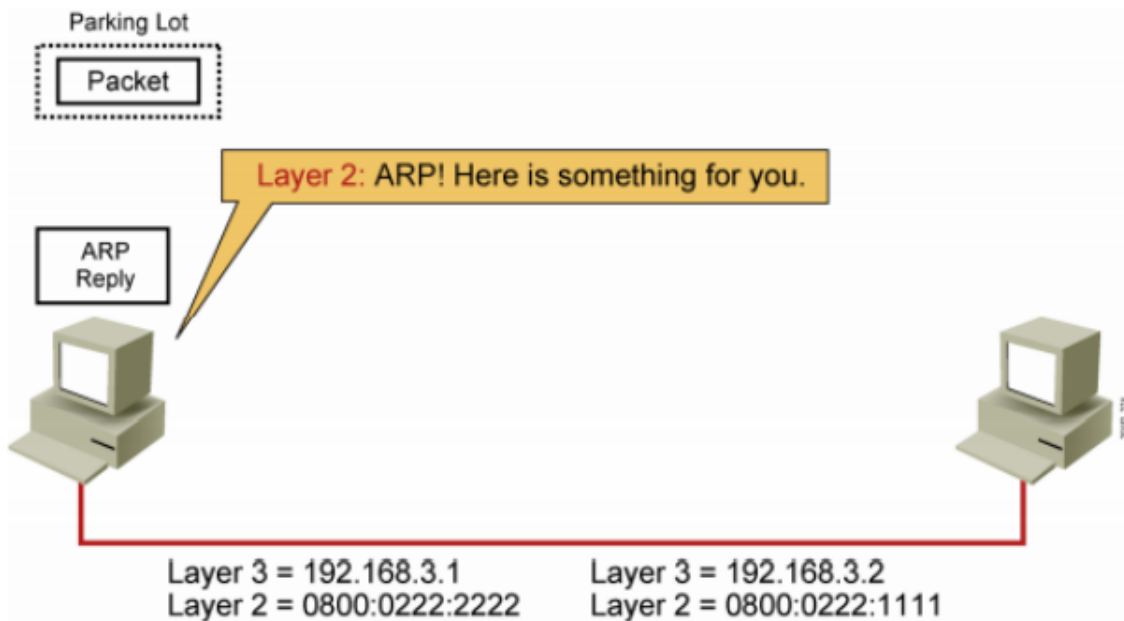 Parking Lot
Packet
Layer 2: ARP! Here is something for you.
ARP
Reply
Layer 3 = 192.168.3.1
Layer 2 = 0800:0222:2222
Layer 3 = 192.168.3.2
Layer 2 = 0800:0222:1111